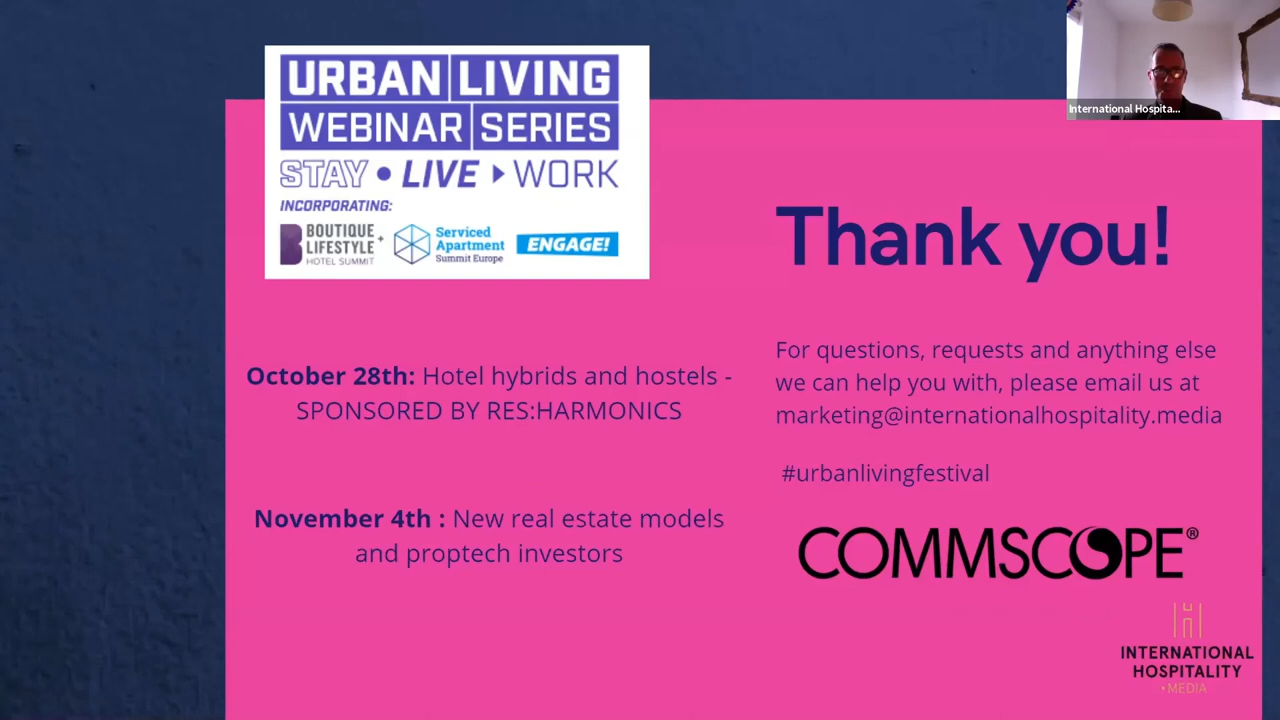 URBAN LIVING
WEBINAR SERIES
STAY • LIVE ▸ WORK
INCORPORATING:
BOUTIQUE
LIFESTYLE +
HOTEL SUMMIT
Serviced
Apartment
Summit Europe
ENGAGE!
International Hospita...
Thank you!
October 28th: Hotel hybrids and hostels -
SPONSORED BY RES:HARMONICS
November 4th : New real estate models
and proptech investors
For questions, requests and anything else
we can help you with, please email us at
marketing@internationalhospitality.media
#urbanlivingfestival
COMMSCOPE®
INTERNATIONAL
HOSPITALITY
•MEDIA